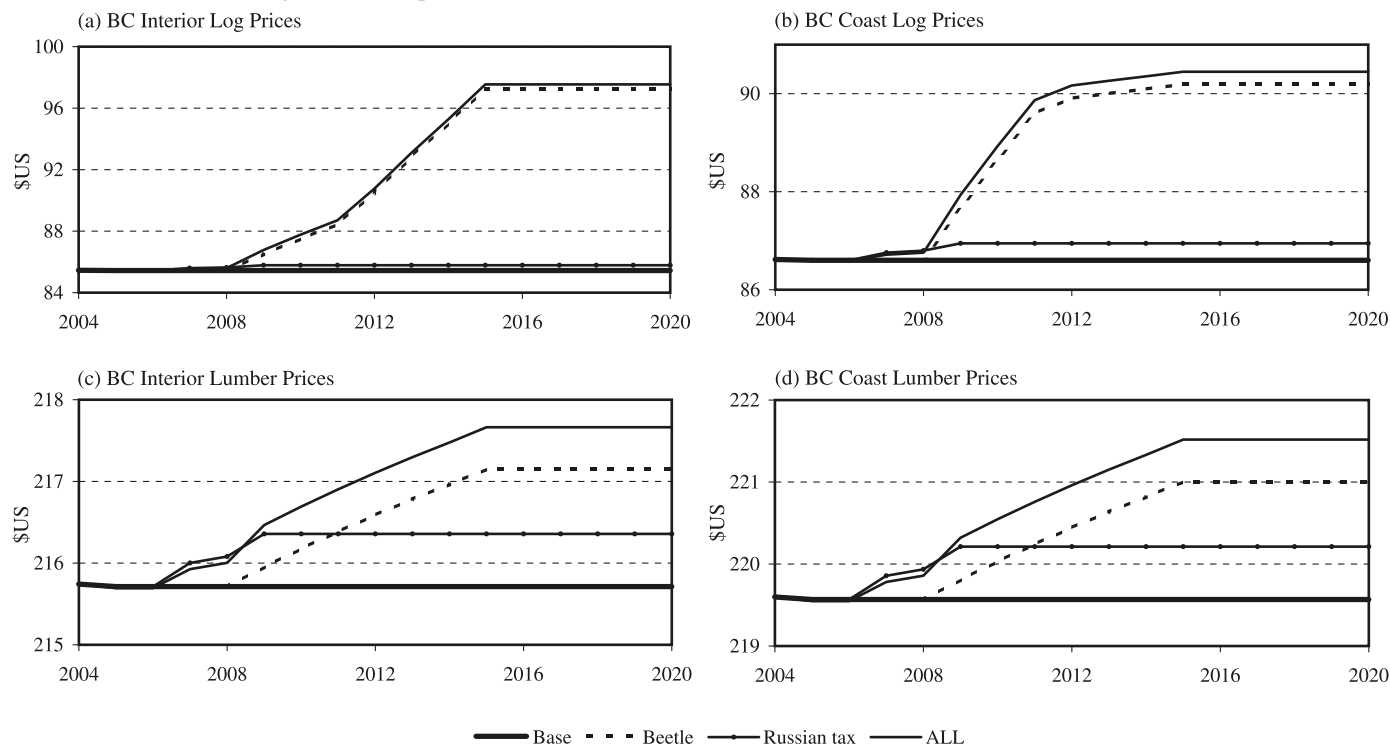 (a) BC Interior Log Prices
100
96
92
88
84
$US
2004 2008 2012 2016 2020
(b) BC Coast Log Prices
90
88
86
$US
2004 2008 2012 2016 2020
(c) BC Interior Lumber Prices
218
217
216
215
$US
2004 2008 2012 2016 2020
(d) BC Coast Lumber Prices
222
221
220
219
$US
2004 2008 2012 2016 2020
Base Beetle Russian tax ALL